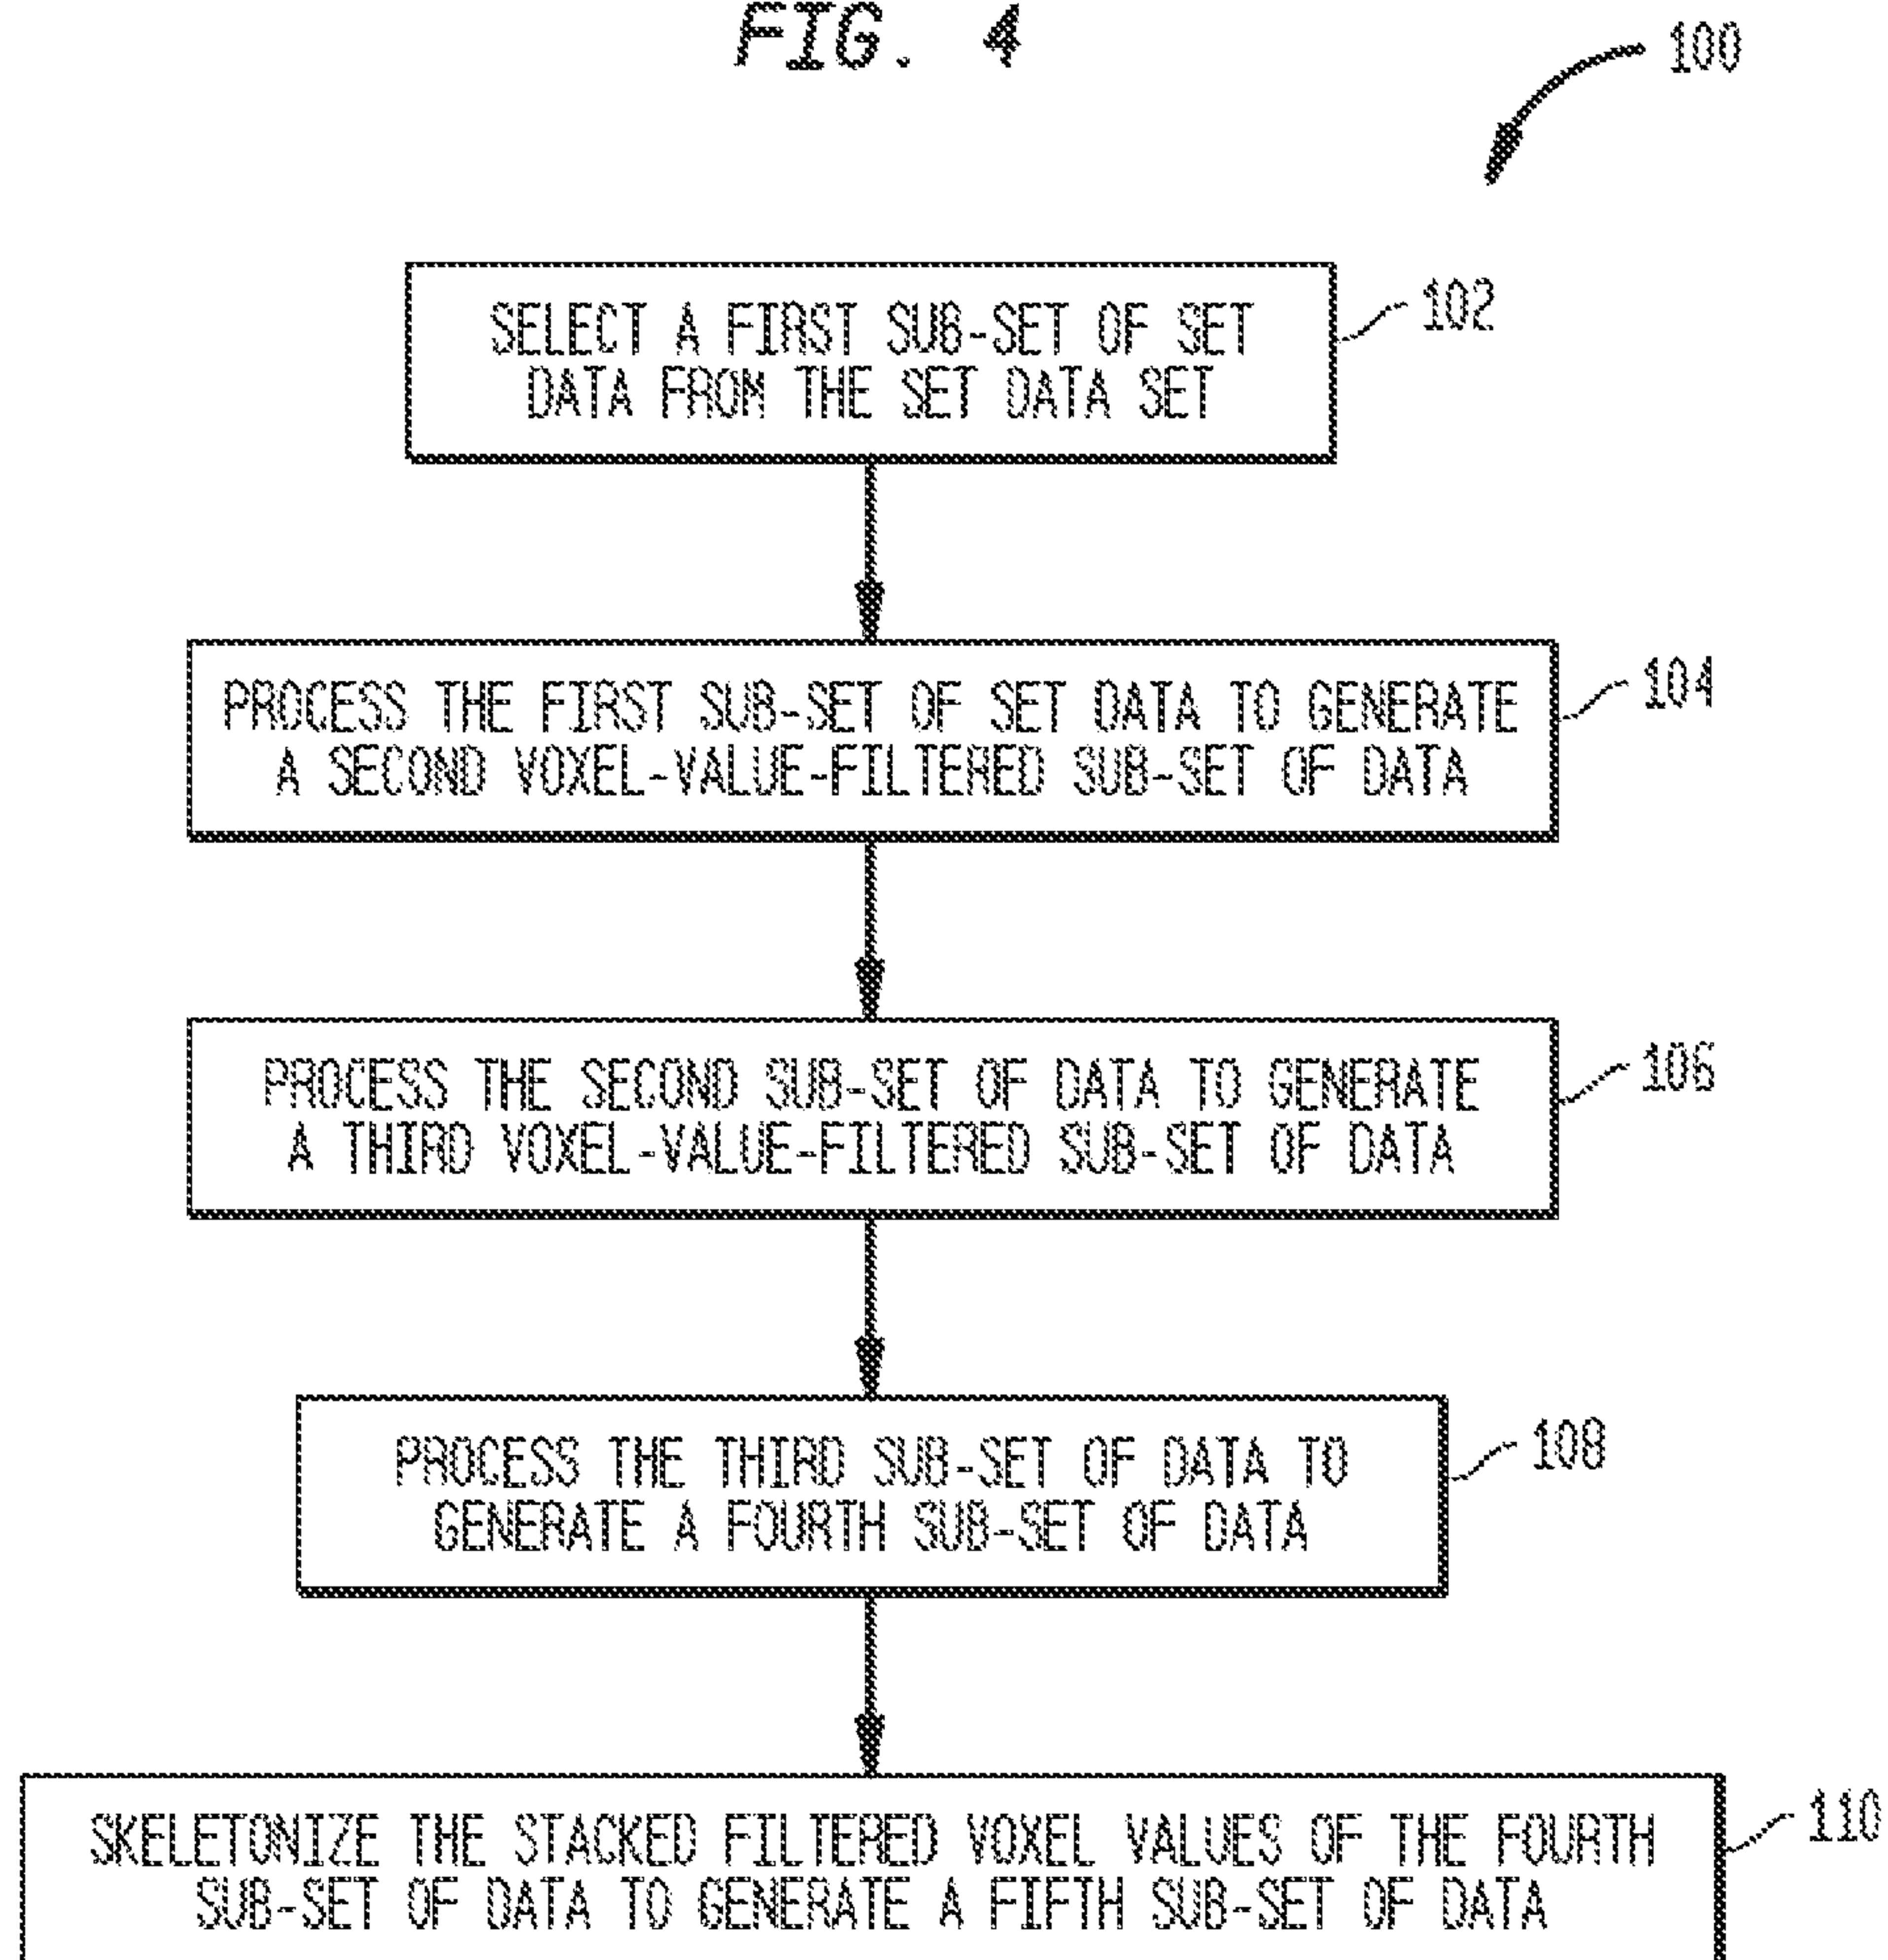 FIG. 4
100
SELECT A FIRST SUB-SET OF SET
DATA FROM THE SET DATA SET
102
PROCESS THE FIRST SUB-SET OF SET DATA TO GENERATE
A SECOND VOXEL-VALUE-FILTERED SUB-SET OF DATA
104
PROCESS THE SECOND SUB-SET OF DATA TO GENERATE
A THIRD VOXEL-VALUE-FILTERED SUB-SET OF DATA
106
PROCESS THE THIRD SUB-SET OF DATA TO
GENERATE A FOURTH SUB-SET OF DATA
108
SKELETONIZE THE STACKED FILTERED VOXEL VALUES OF THE FOURTH
SUB-SET OF DATA TO GENERATE A FIFTH SUB-SET OF DATA
110